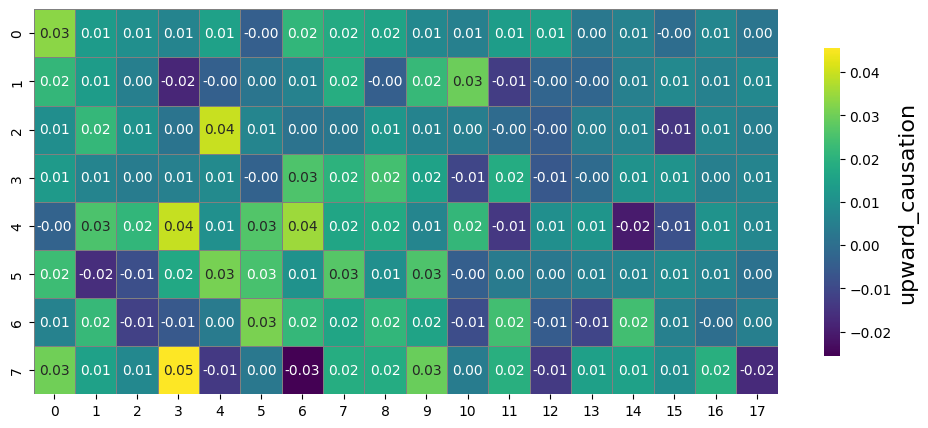 0 0.03 0.01 0.01 0.01 0.01 -0.00 0.02 0.02 0.02 0.01 0.01 0.01 0.01 0.00 0.01 -0.00 0.01 0.00
1 0.02 0.01 0.00 -0.02 -0.00 0.00 0.01 0.02 -0.00 0.02 0.03 -0.01 -0.00 -0.00 0.01 0.01 0.01 0.01
2 0.01 0.02 0.01 0.00 0.04 0.01 0.00 0.00 0.01 0.01 0.00 -0.00 -0.00 0.00 0.01 -0.01 0.01 0.00
3 0.01 0.01 0.00 0.01 0.01 -0.00 0.03 0.02 0.02 0.02 -0.01 0.02 -0.01 -0.00 0.01 0.01 0.00 0.01
4 -0.00 0.03 0.02 0.04 0.01 0.03 0.04 0.02 0.02 0.01 0.02 -0.01 0.01 0.01 -0.02 -0.01 0.01 0.01
5 0.02 -0.02 -0.01 0.02 0.03 0.03 0.01 0.03 0.01 0.03 -0.00 0.00 0.00 0.01 0.01 0.01 0.01 0.00
6 0.01 0.02 -0.01 -0.01 0.00 0.03 0.02 0.02 0.02 0.02 -0.01 0.02 -0.01 -0.01 0.02 0.01 -0.00 0.00
7 0.03 0.01 0.01 0.05 -0.01 0.00 -0.03 0.02 0.02 0.03 0.00 0.02 -0.01 0.01 0.01 0.01 0.02 -0.02
0 1 2 3 4 5 6 7 8 9 10 11 12 13 14 15 16 17
0.04
0.03
0.02
0.01
0.00
−0.01
−0.02
upward_causation